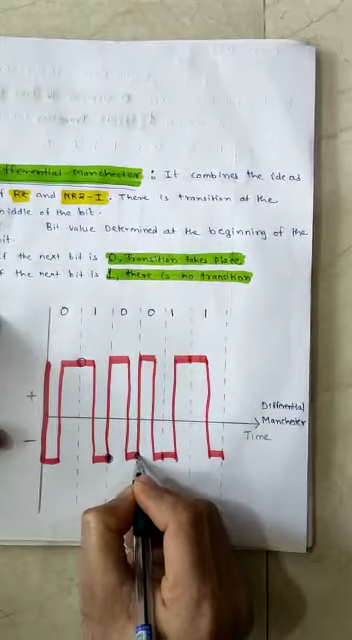 fferential Manchester : It combines the ideas
f RZ and NRZ-I. There is transition at the
middle of the bit.
Bit value Determined at the beginning of the
bit.
f the next bit is 0, Transition takes place
f the next bit is 1, there is no transition
0 1 0 0 1 1
+
Differential
Manchester
−
Time